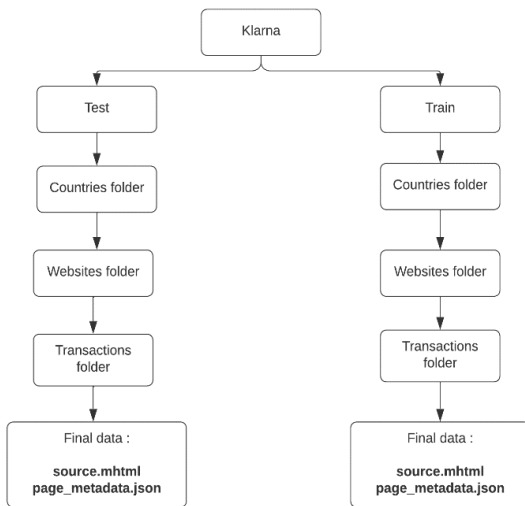 Klarna
Test
Train
Countries folder
Countries folder
Websites folder
Websites folder
Transactions
folder
Transactions
folder
Final data :
source.mhtml
page_metadata.json
Final data :
source.mhtml
page_metadata.json